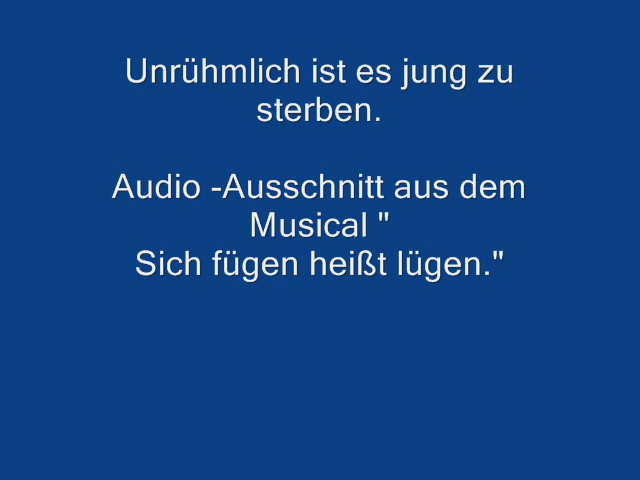 Unrühmlich ist es jung zu
sterben.
Audio -Ausschnitt aus dem
Musical "
Sich fügen heißt lügen."